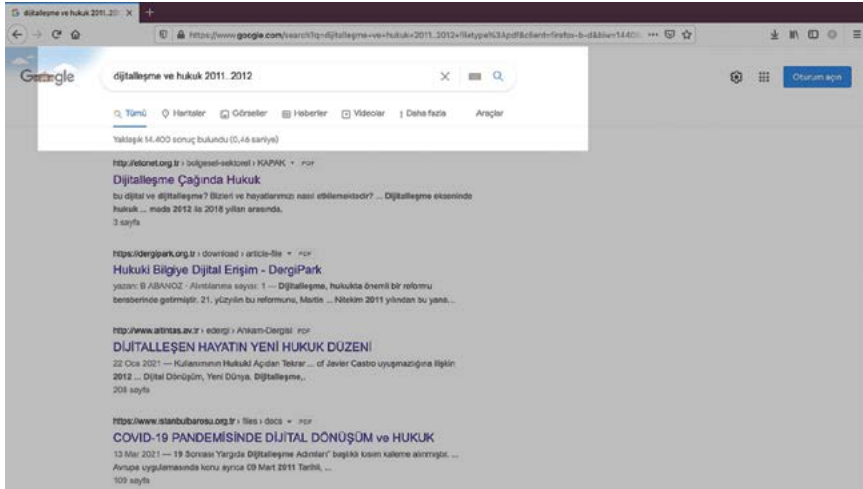 dijitalleşme ve hukuk 2011..20
Google
dijitalleşme ve hukuk 2011..2012
Oturum açın
Tümü Haritalar Görseller Haberler Videolar Daha fazla Araçlar
Yaklaşık 14.400 sonuç bulundu (0,46 saniye)
› bolgesel-sektorel › KAPAK PDF
Dijitalleşme Çağında Hukuk
bu dijital ve dijitalleşme? Bizleri ve hayatlarımızı nasıl etkilemektedir? ... Dijitalleşme ekseninde
hukuk ... mada 2012 ila 2018 yılları arasında.
3 sayfa
https://dergipark.org.tr › download › article-file PDF
Hukuki Bilgiye Dijital Erişim - DergiPark
yazan: B ABANOZ · Alıntılanma sayısı: 1 — Dijitalleşme, hukukta önemli bir reformu
beraberinde getirmiştir. 21. yüzyılın bu reformunu, Martin ... Nitekim 2011 yılından bu yana...
http://www.altintas.av.tr › edergi › Ankam-Dergisi PDF
DİJİTALLEŞEN HAYATIN YENİ HUKUK DÜZENİ
22 Oca 2021 — Kullanımının Hukuki Açıdan Tekrar ... of Javier Castro uyuşmazlığına ilişkin
2012 ... Dijital Dönüşüm, Yeni Dünya. Dijitalleşme,.
208 sayfa
https://www.istanbulbarosu.org.tr › files › docs PDF
COVID-19 PANDEMİSİNDE DİJİTAL DÖNÜŞÜM ve HUKUK
13 Mar 2021 — 19 Sonrası Yargıda Dijitalleşme Adımları" başlıklı kısım kaleme alınmıştır. ...
Avrupa uygulamasında konu ayrıca 09 Mart 2011 Tarihli, ...
109 sayfa